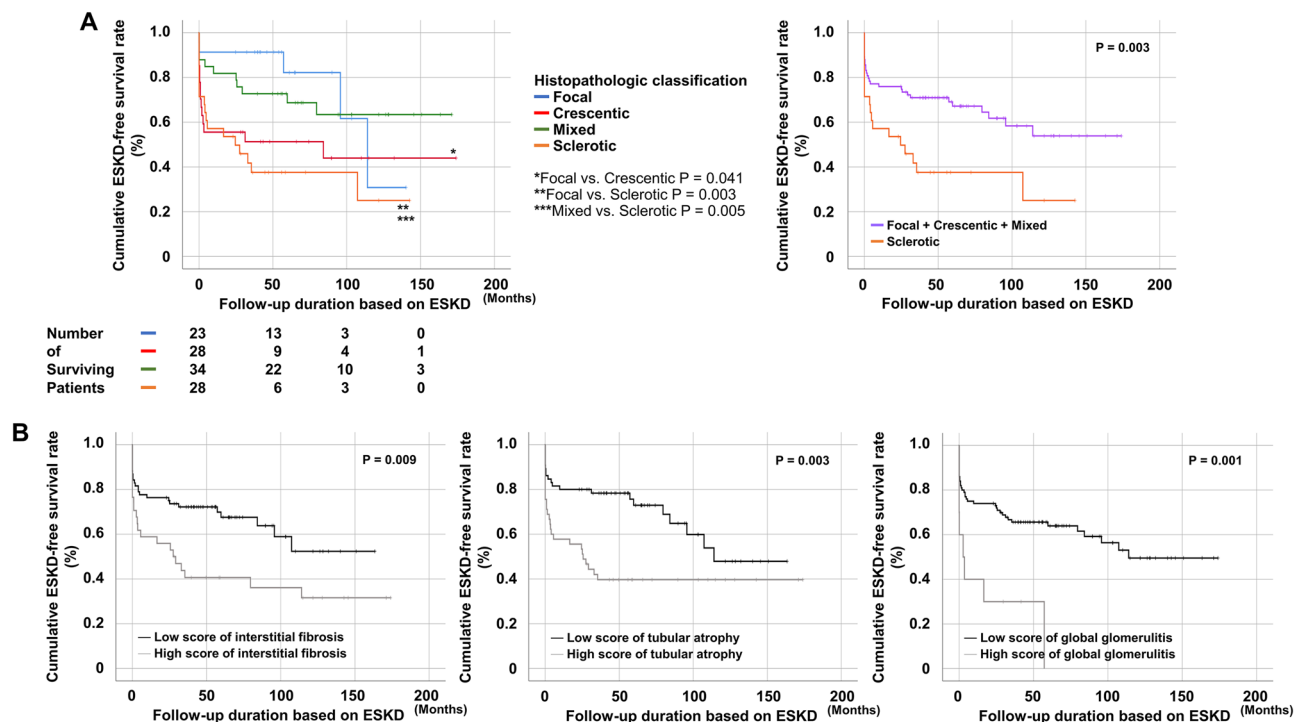 A
Cumulative ESKD-free survival rate
(%)
1.0
0.8
0.6
0.4
0.2
0
*
**
***
0 50 100 150 200
Follow-up duration based on ESKD (Months)
Histopathologic classification
Focal
Crescentic
Mixed
Sclerotic
*Focal vs. Crescentic P = 0.041
**Focal vs. Sclerotic P = 0.003
***Mixed vs. Sclerotic P = 0.005
Cumulative ESKD-free survival rate
(%)
1.0
0.8
0.6
0.4
0.2
0
P = 0.003
Focal + Crescentic + Mixed
Sclerotic
0 50 100 150 200
Follow-up duration based on ESKD (Months)
Number 23 13 3 0
of 28 9 4 1
Surviving 34 22 10 3
Patients 28 6 3 0
B
Cumulative ESKD-free survival rate
(%)
1.0
0.8
0.6
0.4
0.2
0
P = 0.009
Low score of interstitial fibrosis
High score of interstitial fibrosis
0 50 100 150 200
Follow-up duration based on ESKD (Months)
Cumulative ESKD-free survival rate
(%)
1.0
0.8
0.6
0.4
0.2
0
P = 0.003
Low score of tubular atrophy
High score of tubular atrophy
0 50 100 150 200
Follow-up duration based on ESKD (Months)
Cumulative ESKD-free survival rate
(%)
1.0
0.8
0.6
0.4
0.2
0
P = 0.001
Low score of global glomerulitis
High score of global glomerulitis
0 50 100 150 200
Follow-up duration based on ESKD (Months)